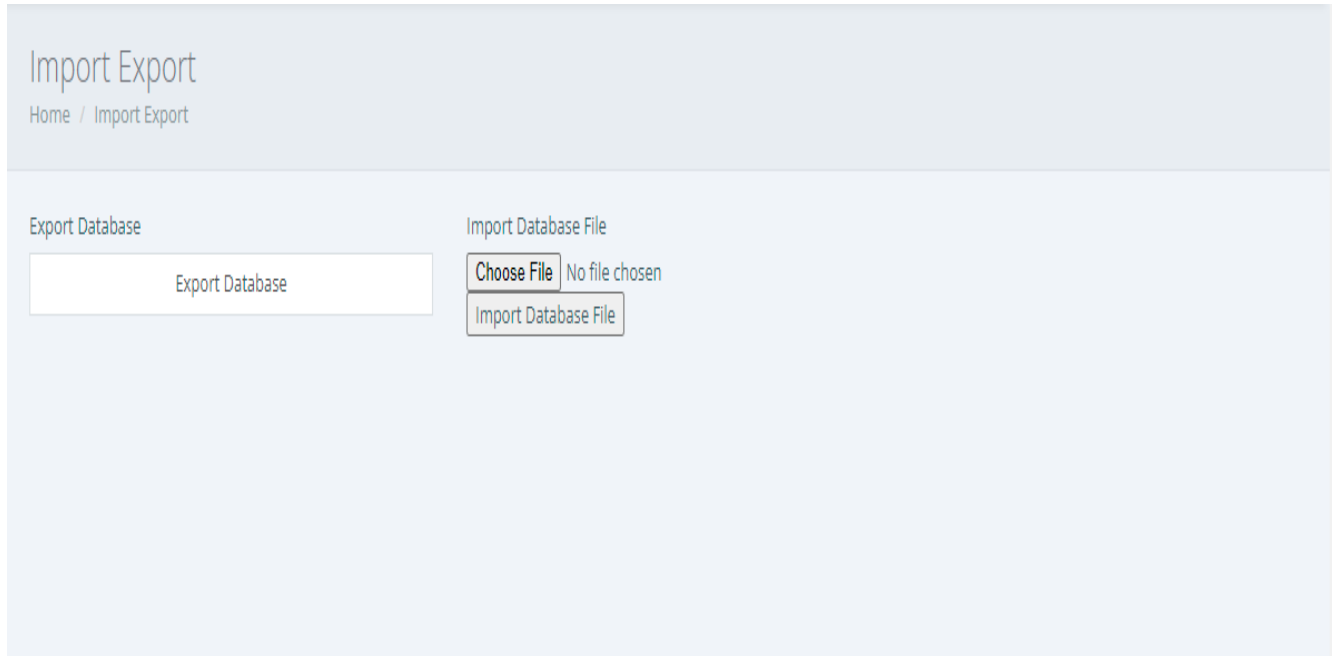 Import Export
Home / Import Export
Export Database
Export Database
Import Database File
Choose File No file chosen
Import Database File